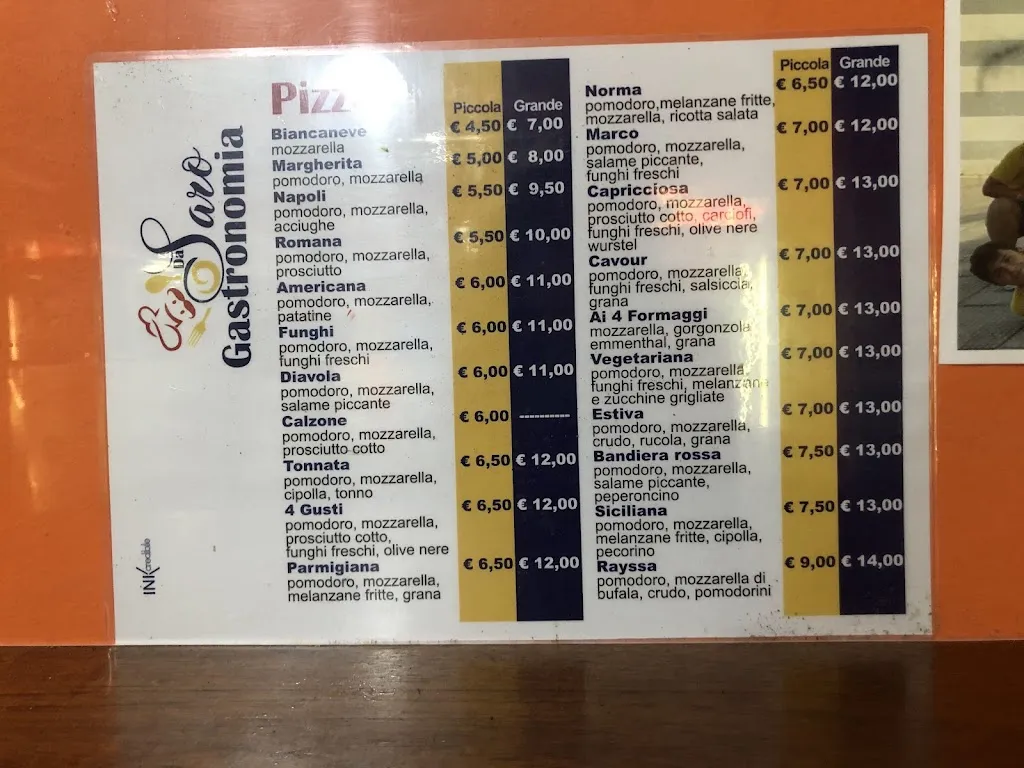 Da Saro
Gastronomia
INKcredible
Piccola Grande
Biancaneve € 4,50 € 7,00
mozzarella
Margherita € 5,00 € 8,00
pomodoro, mozzarella
Napoli € 5,50 € 9,50
pomodoro, mozzarella,
acciughe
Romana € 5,50 € 10,00
pomodoro, mozzarella,
prosciutto
Americana € 6,00 € 11,00
pomodoro, mozzarella,
patatine
Funghi € 6,00 € 11,00
pomodoro, mozzarella,
funghi freschi
Diavola € 6,00 € 11,00
pomodoro, mozzarella,
salame piccante
Calzone € 6,00 ----------
pomodoro, mozzarella,
prosciutto cotto
Tonnata € 6,50 € 12,00
pomodoro, mozzarella,
cipolla, tonno
4 Gusti € 6,50 € 12,00
pomodoro, mozzarella,
prosciutto cotto,
funghi freschi, olive nere
Parmigiana € 6,50 € 12,00
pomodoro, mozzarella,
melanzane fritte, grana
Piccola Grande
Norma € 6,50 € 12,00
pomodoro,melanzane fritte,
mozzarella, ricotta salata
Marco € 7,00 € 12,00
pomodoro, mozzarella,
salame piccante,
funghi freschi
Capricciosa € 7,00 € 13,00
pomodoro, mozzarella,
prosciutto cotto, carciofi,
funghi freschi, olive nere
wurstel
Cavour € 7,00 € 13,00
pomodoro, mozzarella,
funghi freschi, salsiccia,
grana
Ai 4 Formaggi € 7,00 € 13,00
mozzarella, gorgonzola
emmenthal, grana
Vegetariana € 7,00 € 13,00
pomodoro, mozzarella,
funghi freschi, melanzane
e zucchine grigliate
Estiva € 7,00 € 13,00
pomodoro, mozzarella,
crudo, rucola, grana
Bandiera rossa € 7,50 € 13,00
pomodoro, mozzarella,
salame piccante,
peperoncino
Siciliana € 7,50 € 13,00
pomodoro, mozzarella,
melanzane fritte, cipolla,
pecorino
Rayssa € 9,00 € 14,00
pomodoro, mozzarella di
bufala, crudo, pomodorini